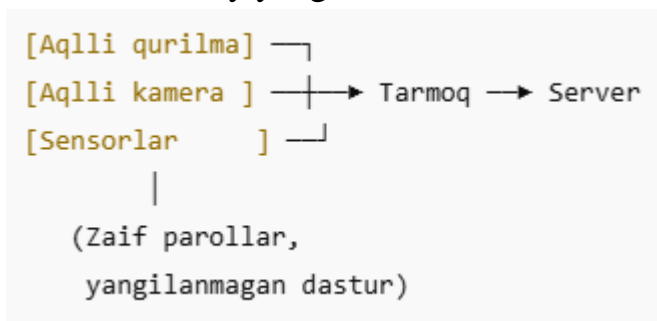 [Aqlli qurilma]
[Aqlli kamera ] Tarmoq Server
[Sensorlar ]
(Zaif parollar,
yangilanmagan dastur)